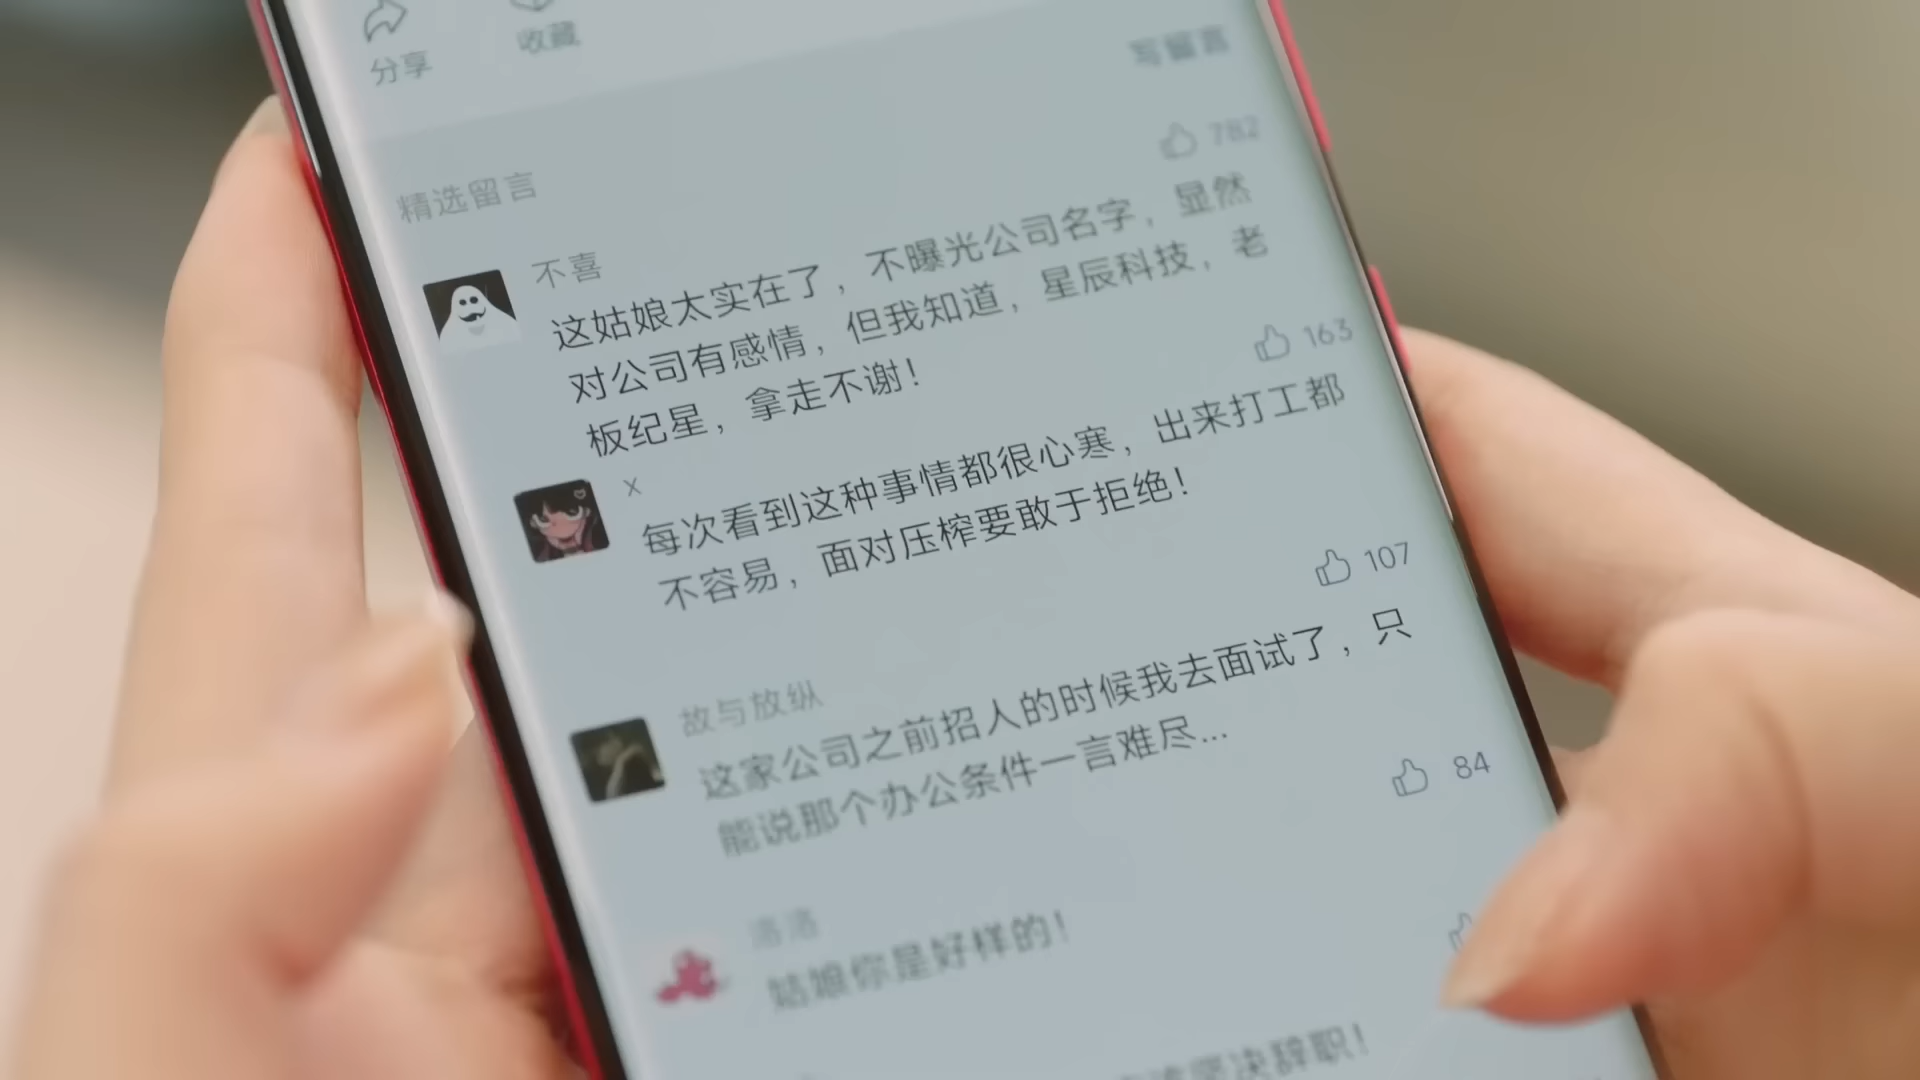 分享
收藏
写留言
精选留言
782
不喜
这姑娘太实在了，不曝光公司名字，显然
对公司有感情，但我知道，星辰科技，老
板纪星，拿走不谢！
163
X
每次看到这种事情都很心寒，出来打工都
不容易，面对压榨要敢于拒绝！
107
故与放纵
这家公司之前招人的时候我去面试了，只
能说那个办公条件一言难尽...
84
洛洛
姑娘你是好样的！
坚决辞职！